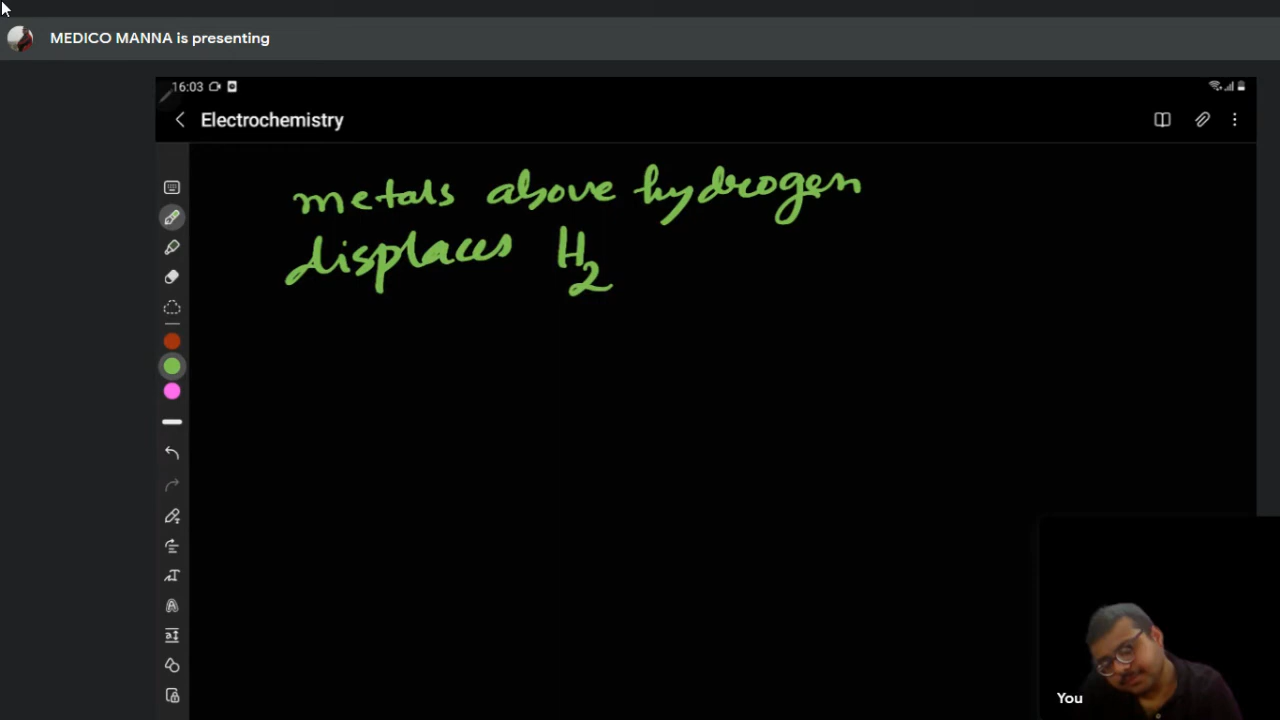 MEDICO MANNA is presenting
16:03
Electrochemistry
metals above hydrogen
displaces H2
You